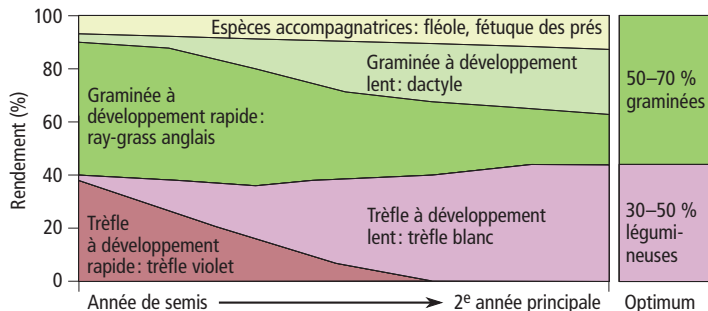 100
80
60
40
20
0
Rendement (%)
Espèces accompagnatrices: fléole, fétuque des prés
Graminée à développement
lent: dactyle
Graminée à
développement rapide:
ray-grass anglais
Trèfle à développement
lent: trèfle blanc
Trèfle
à développement
rapide: trèfle violet
50–70 %
graminées
30–50 %
légumi-
neuses
Année de semis
2e année principale
Optimum